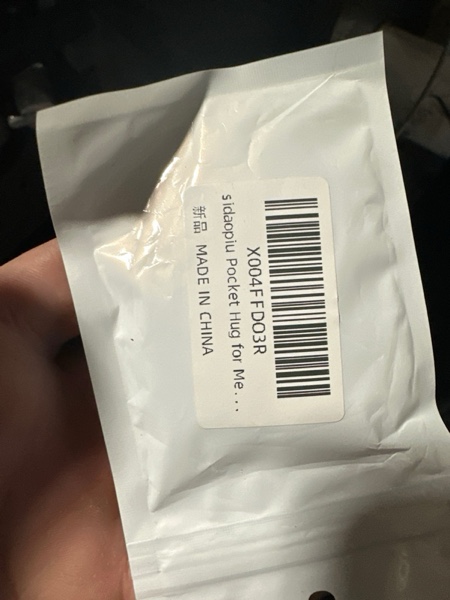 X004FFDO3R
sidaopiu Pocket Hug for Me...
新品 MADE IN CHINA